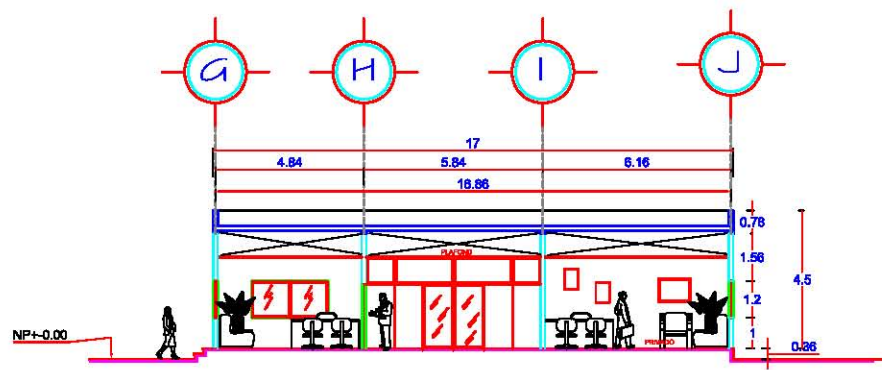 G H I J
17
4.84 5.84 6.16
16.86
0.78
PLAFOND
1.56
4.5
1.2
NP+-0.00
1
PRIVADO
0.36